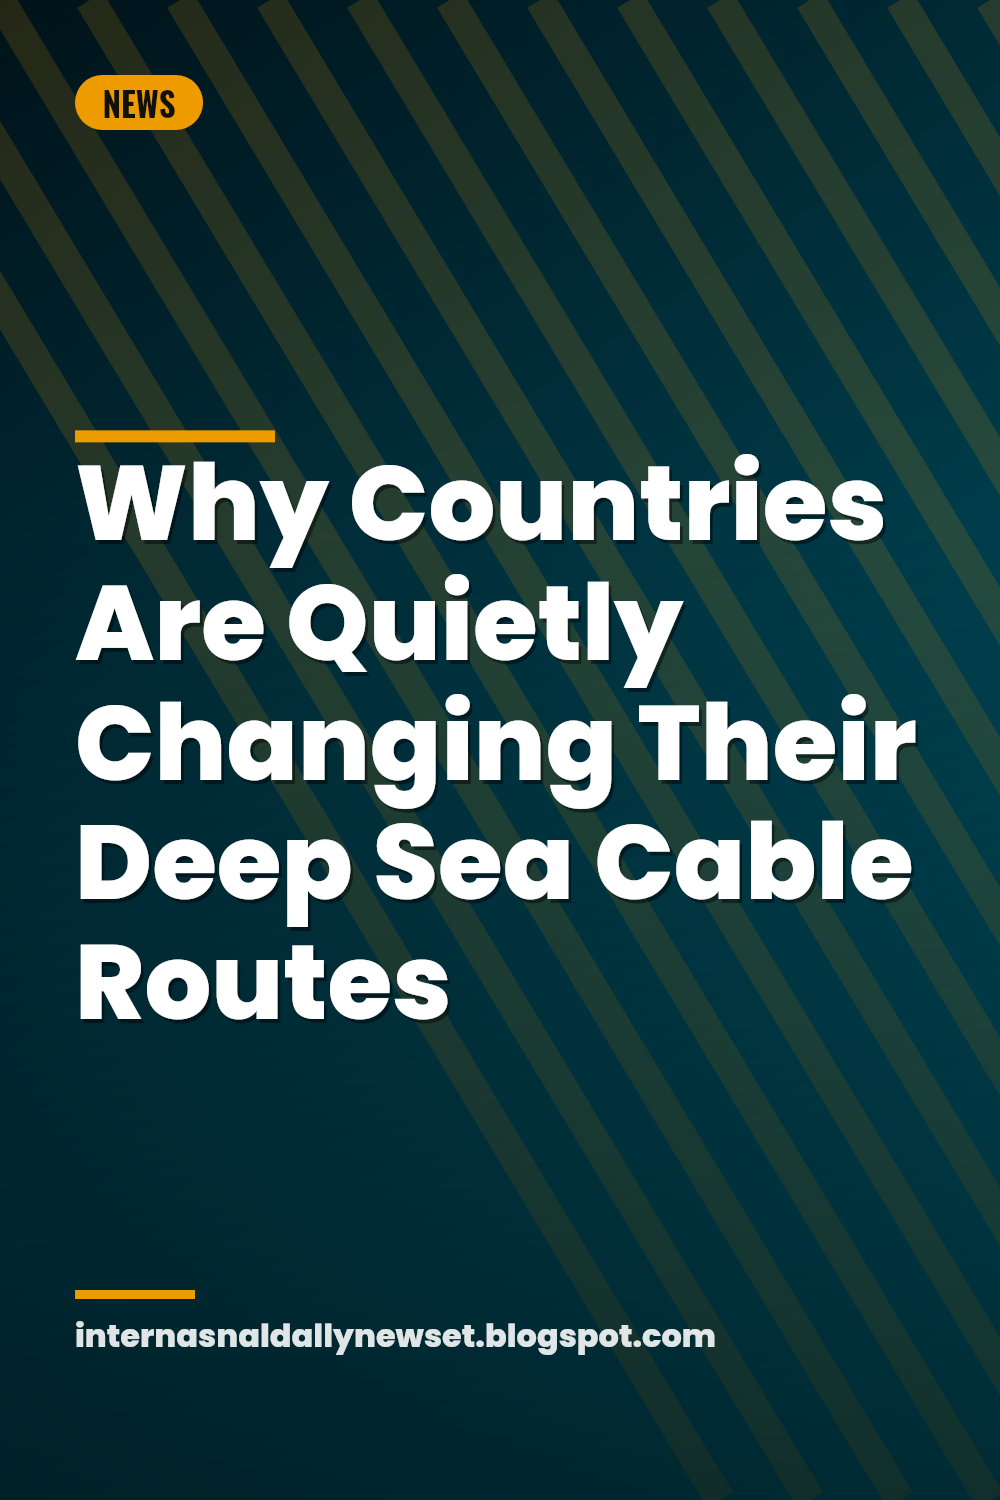 NEWS
Why Countries
Are Quietly
Changing Their
Deep Sea Cable
Routes
internasnaldallynewset.blogspot.com